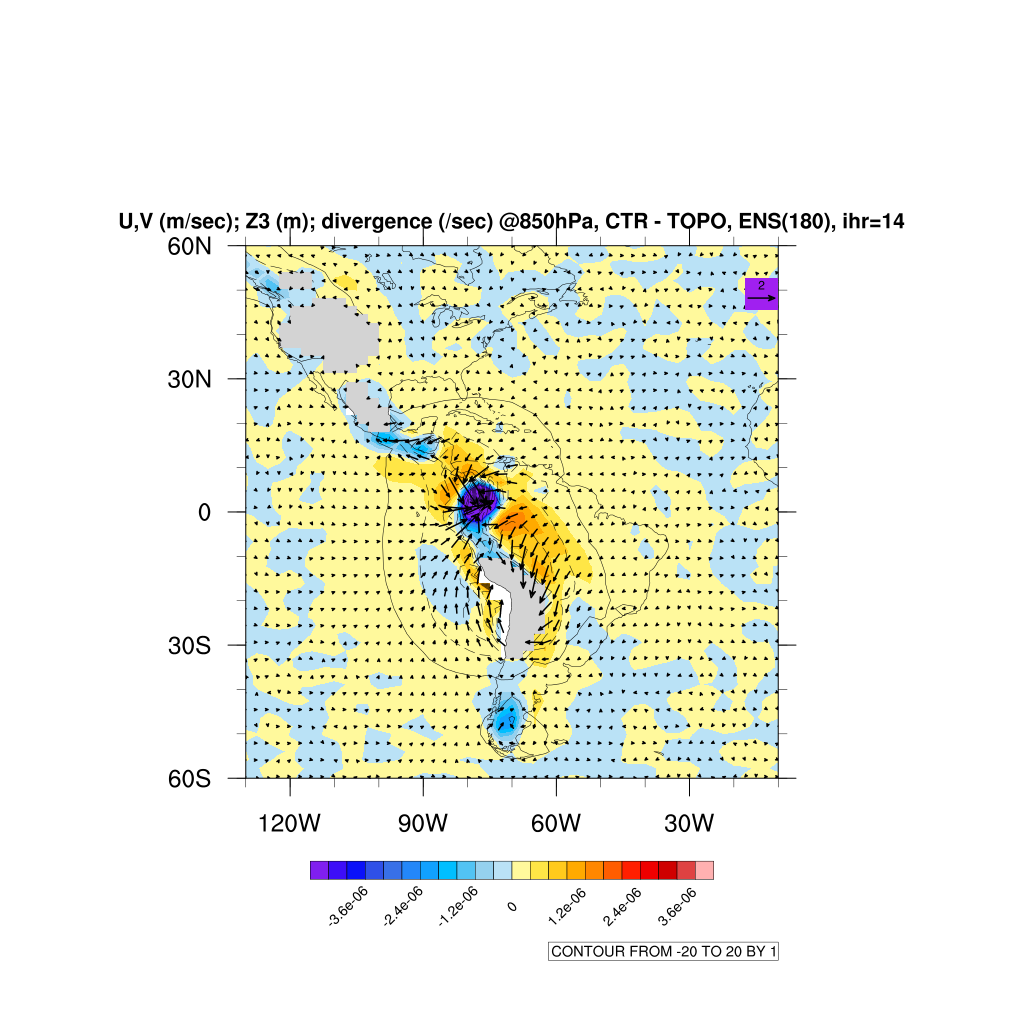 U,V (m/sec); Z3 (m); divergence (/sec) @850hPa, CTR - TOPO, ENS(180), ihr=14
60N
2
30N
0
30S
60S
120W 90W 60W 30W
-3.6e-06 -2.4e-06 -1.2e-06 0 1.2e-06 2.4e-06 3.6e-06
CONTOUR FROM -20 TO 20 BY 1